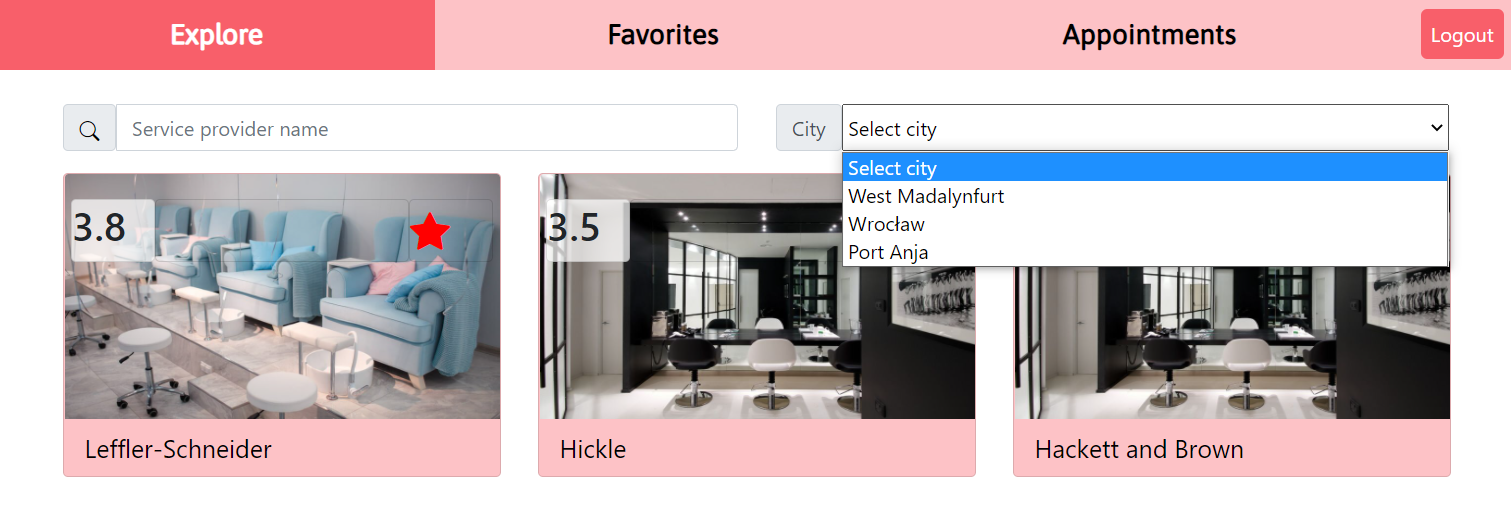 Explore Favorites Appointments Logout
Service provider name City Select city
Select city
West Madalynfurt
Wrocław
Port Anja
3.8 3.5
Leffler-Schneider Hickle Hackett and Brown